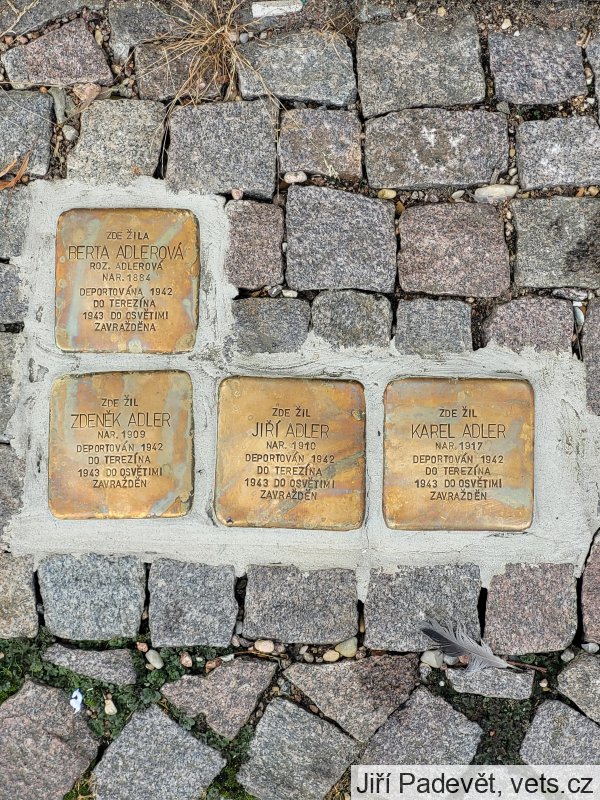 ZDE ŽILA
BERTA ADLEROVÁ
ROZ. ADLEROVÁ
NAR. 1884
DEPORTOVÁNA 1942
DO TEREZÍNA
1943 DO OSVĚTIMI
ZAVRAŽDĚNA
ZDE ŽIL
ZDENĚK ADLER
NAR. 1909
DEPORTOVÁN 1942
DO TEREZÍNA
1943 DO OSVĚTIMI
ZAVRAŽDĚN
ZDE ŽIL
JIŘÍ ADLER
NAR. 1910
DEPORTOVÁN 1942
DO TEREZÍNA
1943 DO OSVĚTIMI
ZAVRAŽDĚN
ZDE ŽIL
KAREL ADLER
NAR. 1917
DEPORTOVÁN 1942
DO TEREZÍNA
1943 DO OSVĚTIMI
ZAVRAŽDĚN
Jiří Padevět, vets.cz